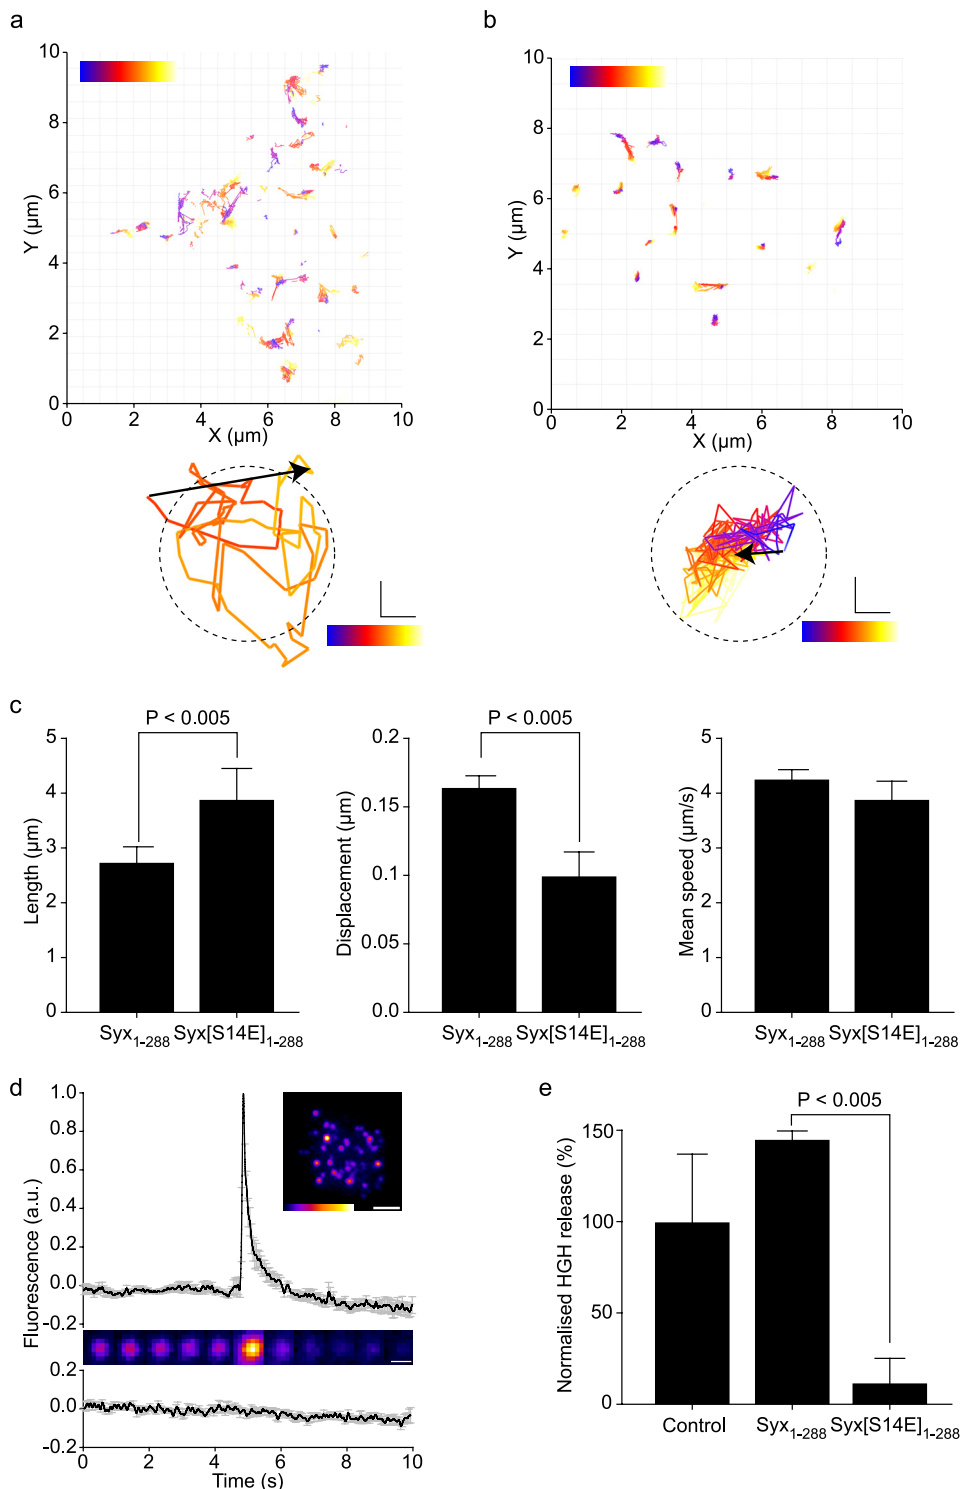 a
b
10
8
6
4
2
0
Y (µm)
0 2 4 6 8 10
X (µm)
10
8
6
4
2
0
Y (µm)
0 2 4 6 8 10
X (µm)
c
P < 0.005
5
4
3
2
1
0
Length (µm)
Syx1-288 Syx[S14E]1-288
P < 0.005
0.2
0.15
0.1
0.05
0
Displacement (µm)
Syx1-288 Syx[S14E]1-288
5
4
3
2
1
0
Mean speed (µm/s)
Syx1-288 Syx[S14E]1-288
d
1.0
0.8
0.6
0.4
0.2
0.0
-0.2
Fluorescence (a.u.)
0.2
0.0
-0.2
0 2 4 6 8 10
Time (s)
e
P < 0.005
150
100
50
0
Normalised HGH release (%)
Control Syx1-288 Syx[S14E]1-288